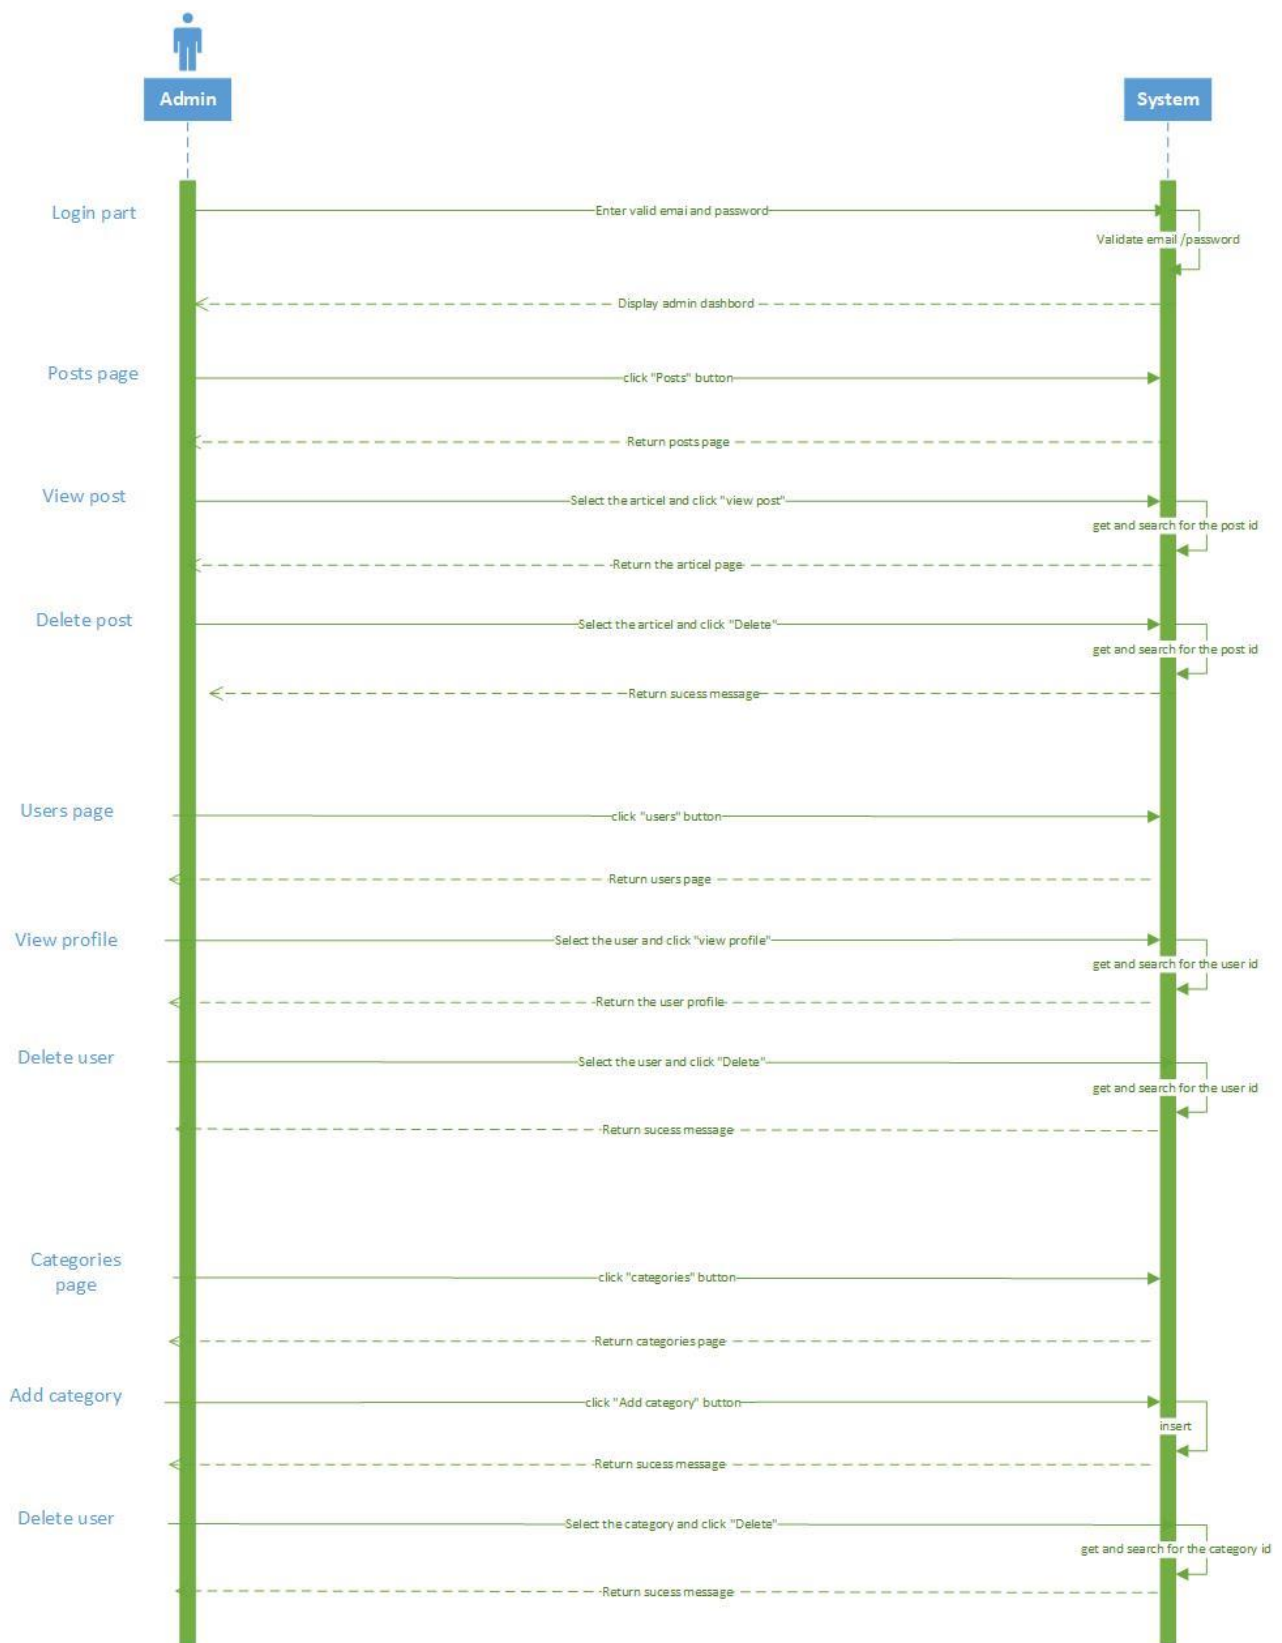 Admin
System
Login part
Enter valid emai and password
Validate email /password
Display admin dashbord
Posts page
click "Posts" button
Return posts page
View post
Select the articel and click "view post"
get and search for the post id
Return the articel page
Delete post
Select the articel and click "Delete"
get and search for the post id
Return sucess message
Users page
click "users" button
Return users page
View profile
Select the user and click "view profile"
get and search for the user id
Return the user profile
Delete user
Select the user and click "Delete"
get and search for the user id
Return sucess message
Categories
page
click "categories" button
Return categories page
Add category
click "Add category" button
insert
Return sucess message
Delete user
Select the category and click "Delete"
get and search for the category id
Return sucess message